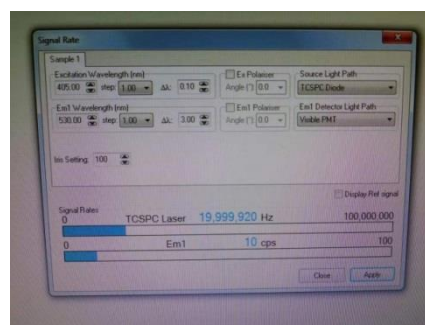 Signal Rate
Sample 1
Excitation Wavelength (nm)
405.00 step 1.00 Δλ: 0.10
Ex Polariser
Angle (°) 0.0
Source Light Path
TCSPC Diode
Em1 Wavelength (nm)
530.00 step 1.00 Δλ: 3.00
Em1 Polariser
Angle (°) 0.0
Em1 Detector Light Path
Visible PMT
Iris Setting: 100
Display Ref signal
Signal Rates
0 TCSPC Laser 19,999,920 Hz 100,000,000
0 Em1 10 cps 100
Close Apply